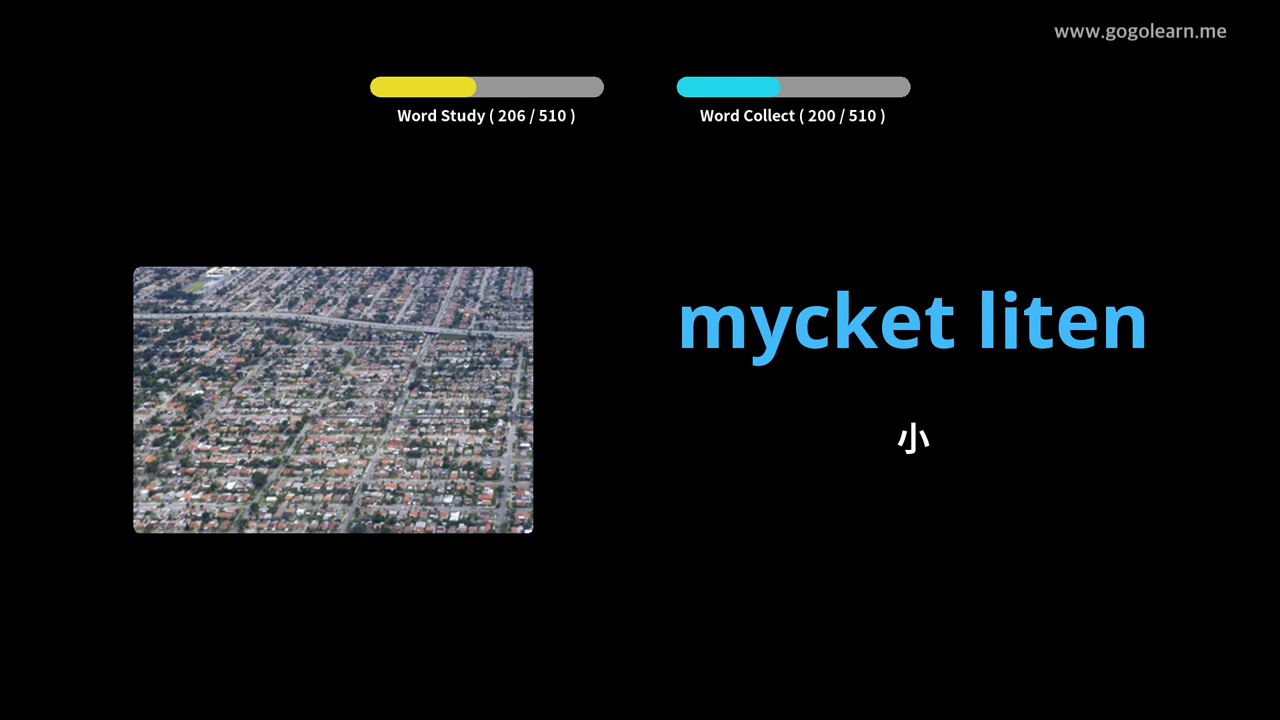 www.gogolearn.me
Word Study ( 206 / 510 )
Word Collect ( 200 / 510 )
mycket liten
小